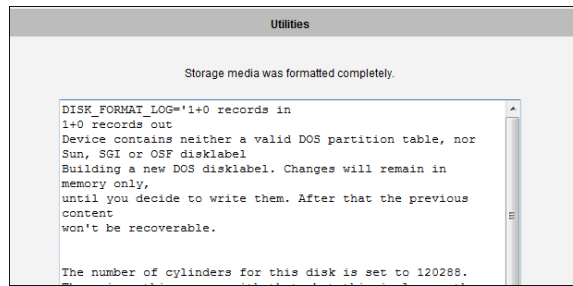 Utilities
Storage media was formatted completely.
DISK_FORMAT_LOG='1+0 records in
1+0 records out
Device contains neither a valid DOS partition table, nor
Sun, SGI or OSF disklabel
Building a new DOS disklabel. Changes will remain in
memory only,
until you decide to write them. After that the previous
content
won't be recoverable.
The number of cylinders for this disk is set to 120288.